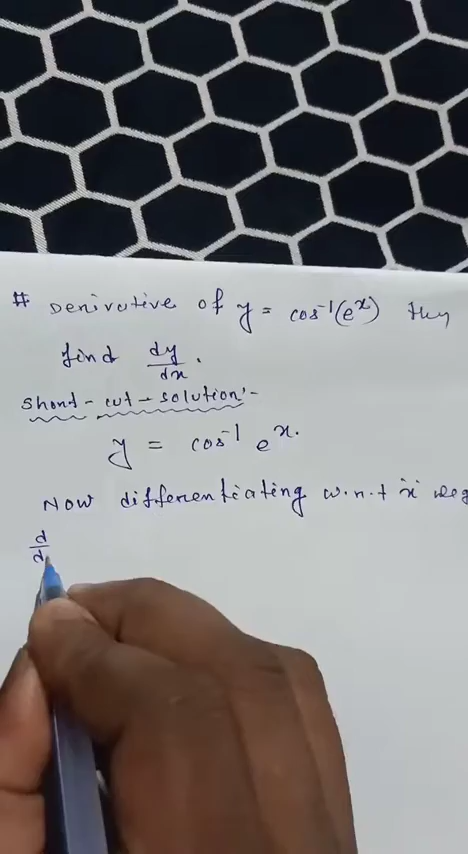 # Derivative of y = cos⁻¹(eˣ) then
find dy/dx.
Short-cut-solution:-
y = cos⁻¹ eˣ.
Now differentiating w.r.t x
d/d